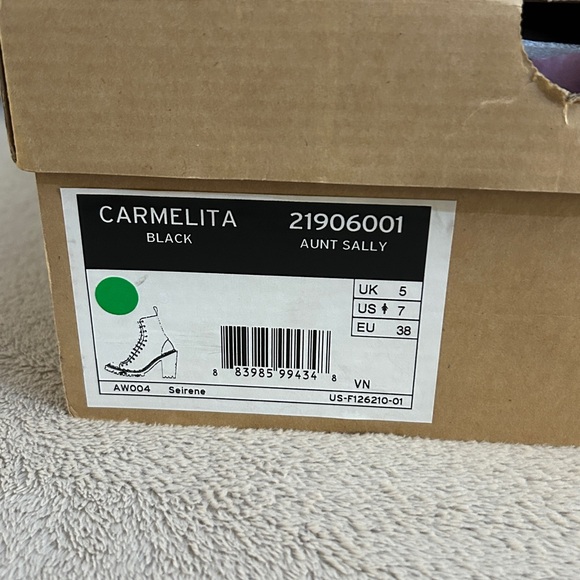 CARMELITA 21906001
BLACK AUNT SALLY
UK 5
US 7
EU 38
8 83985 99434 8 VN
AW004 Seirene US-F126210-01